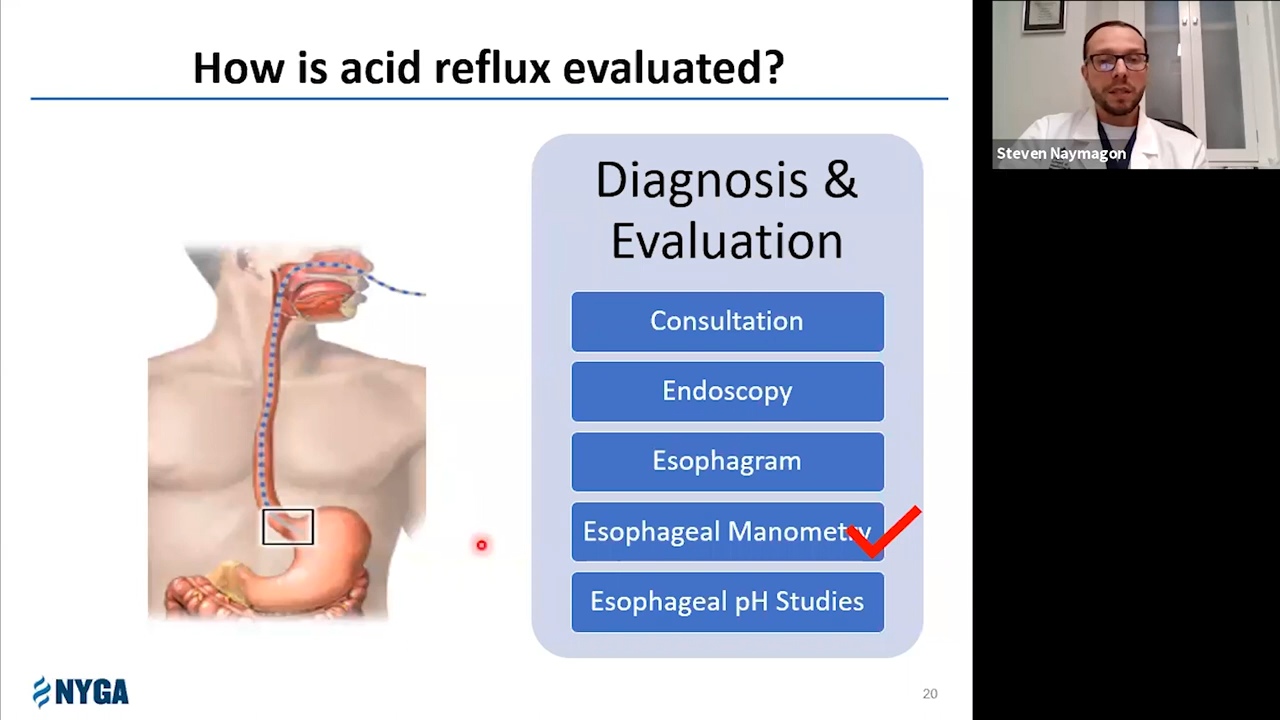 How is acid reflux evaluated?
Diagnosis &
Evaluation
Consultation
Endoscopy
Esophagram
Esophageal Manometry
Esophageal pH Studies
NYGA
20
Steven Naymagon